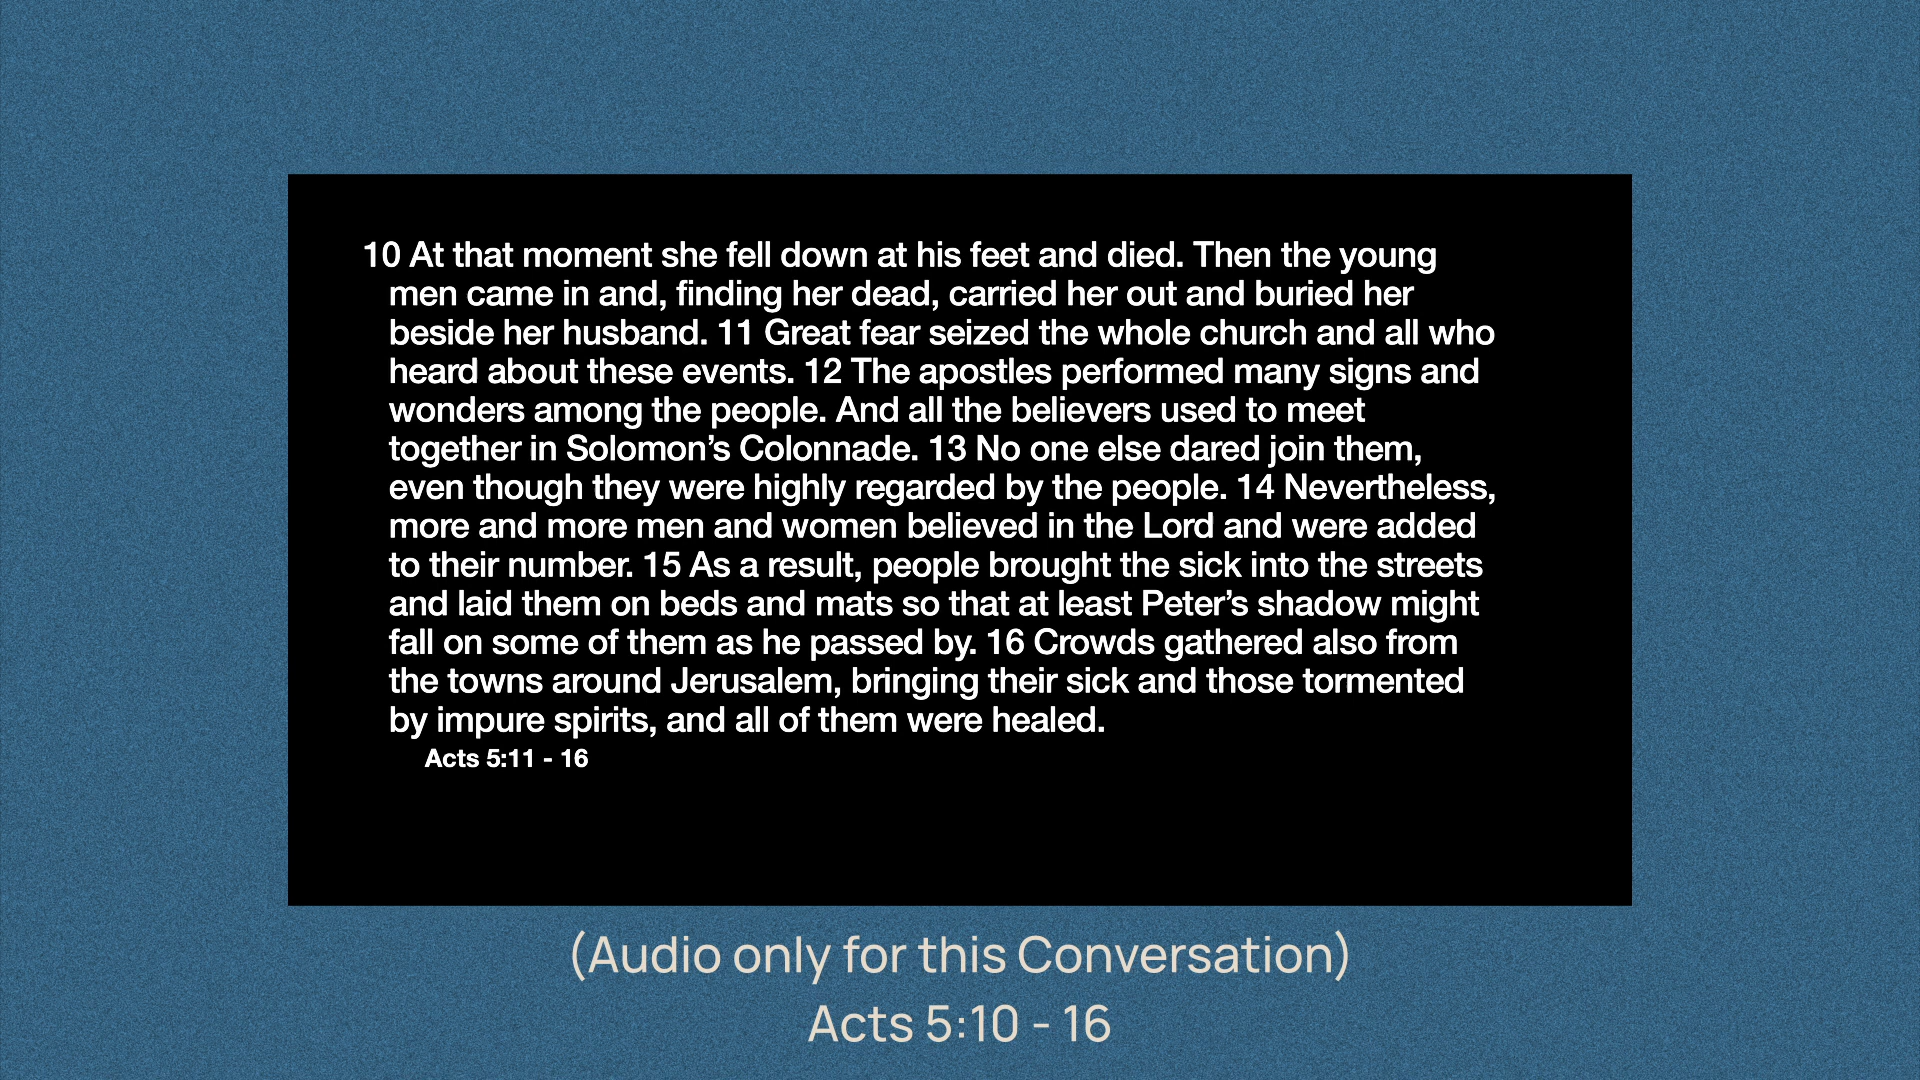 10 At that moment she fell down at his feet and died. Then the young
men came in and, finding her dead, carried her out and buried her
beside her husband. 11 Great fear seized the whole church and all who
heard about these events. 12 The apostles performed many signs and
wonders among the people. And all the believers used to meet
together in Solomon’s Colonnade. 13 No one else dared join them,
even though they were highly regarded by the people. 14 Nevertheless,
more and more men and women believed in the Lord and were added
to their number. 15 As a result, people brought the sick into the streets
and laid them on beds and mats so that at least Peter’s shadow might
fall on some of them as he passed by. 16 Crowds gathered also from
the towns around Jerusalem, bringing their sick and those tormented
by impure spirits, and all of them were healed.
Acts 5:11 - 16
(Audio only for this Conversation)
Acts 5:10 - 16